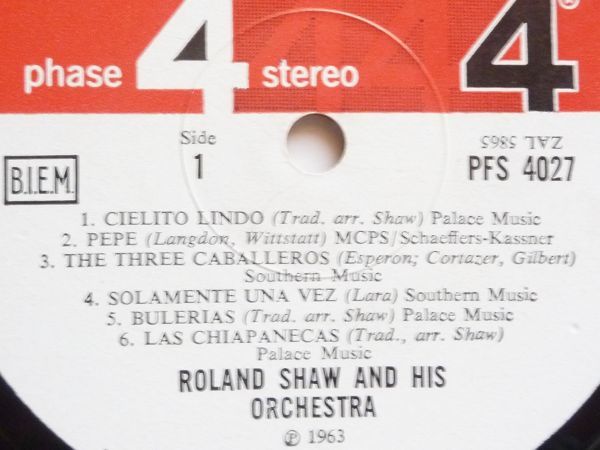 phase 4 stereo 4®
Side
1
ZAL 5865
B.I.E.M.
PFS 4027
1. CIELITO LINDO (Trad. arr. Shaw) Palace Music
2. PEPE (Langdon, Wittstatt) MCPS/Schaeffers-Kassner
3. THE THREE CABALLEROS (Esperon; Cortazer, Gilbert)
Southern Music
4. SOLAMENTE UNA VEZ (Lara) Southern Music
5. BULERIAS (Trad. arr. Shaw) Palace Music
6. LAS CHIAPANECAS (Trad., arr. Shaw)
Palace Music
ROLAND SHAW AND HIS
ORCHESTRA
℗ 1963